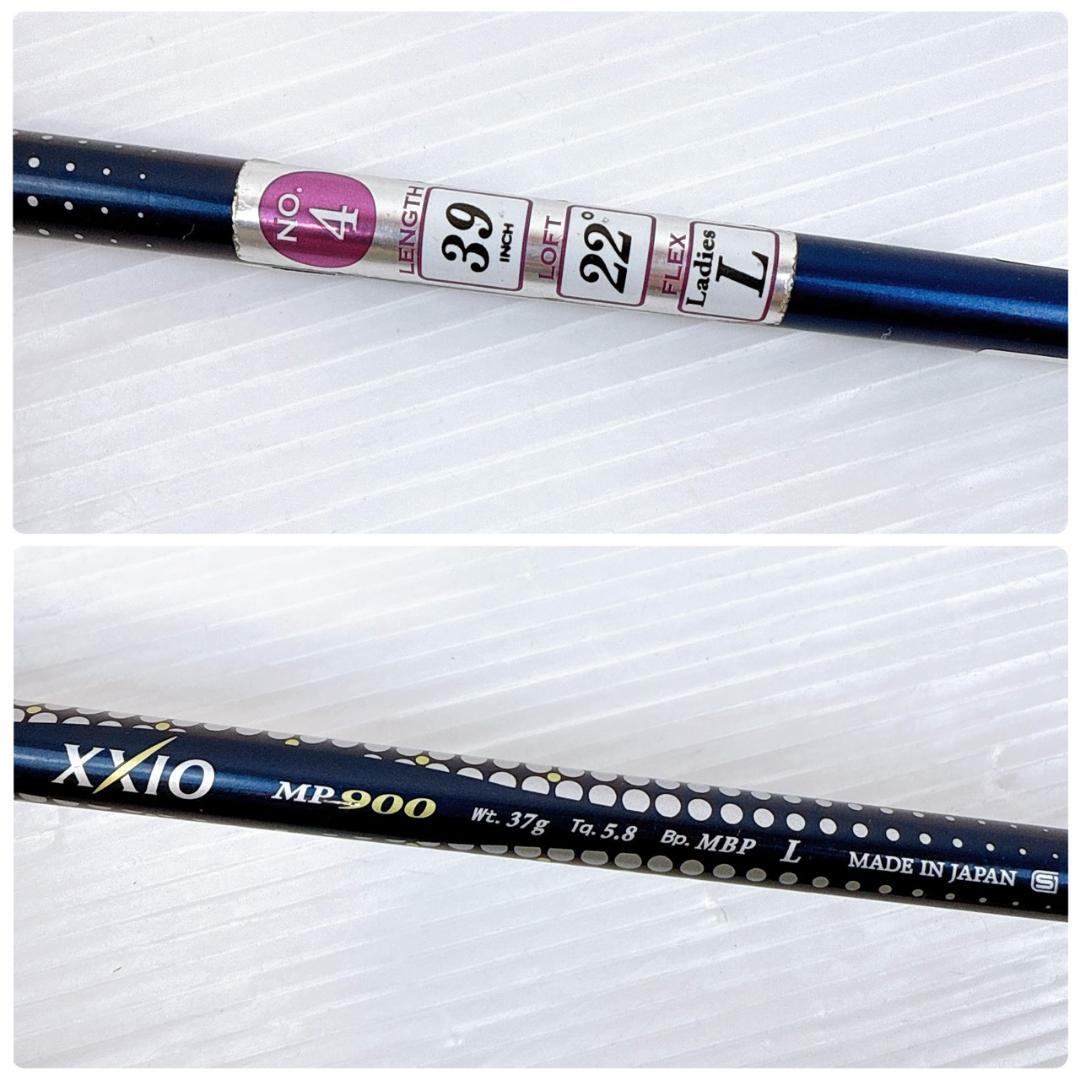 NO. 4
LENGTH 39 INCH
LOFT 22°
FLEX Ladies L
XXIO MP-900 Wt. 37g Tq. 5.8 Bp. MBP L MADE IN JAPAN